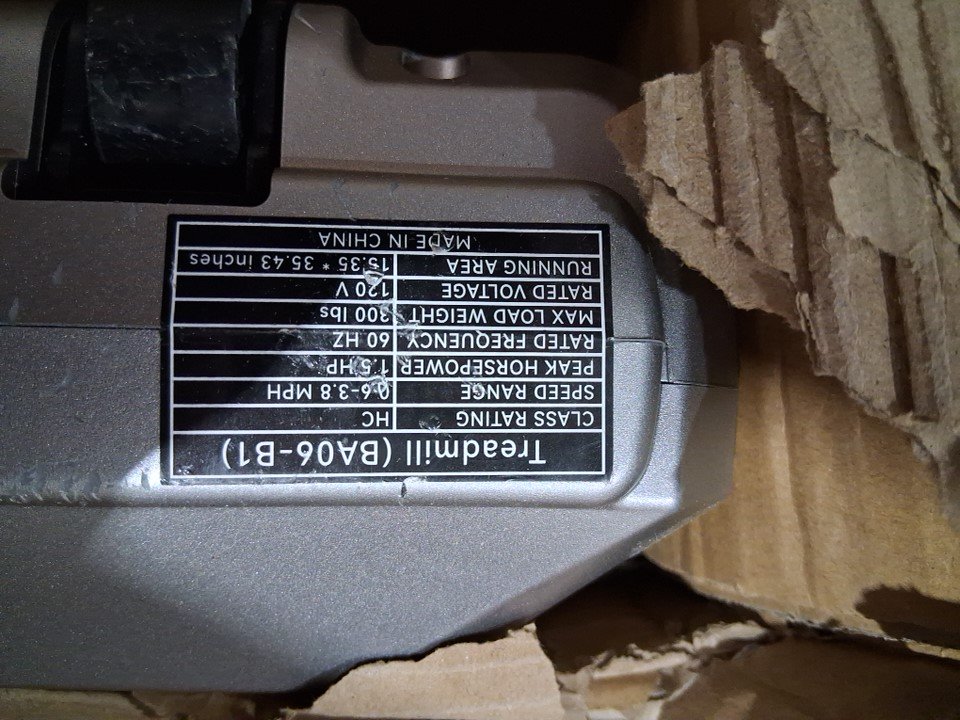 Treadmill (BA06-B1)
CLASS RATING HC
SPEED RANGE 0.6-3.8 MPH
PEAK HORSEPOWER 1.5 HP
RATED FREQUENCY 60 HZ
MAX LOAD WEIGHT 300 lbs
RATED VOLTAGE 120 V
RUNNING AREA 15.35 * 35.43 inches
MADE IN CHINA